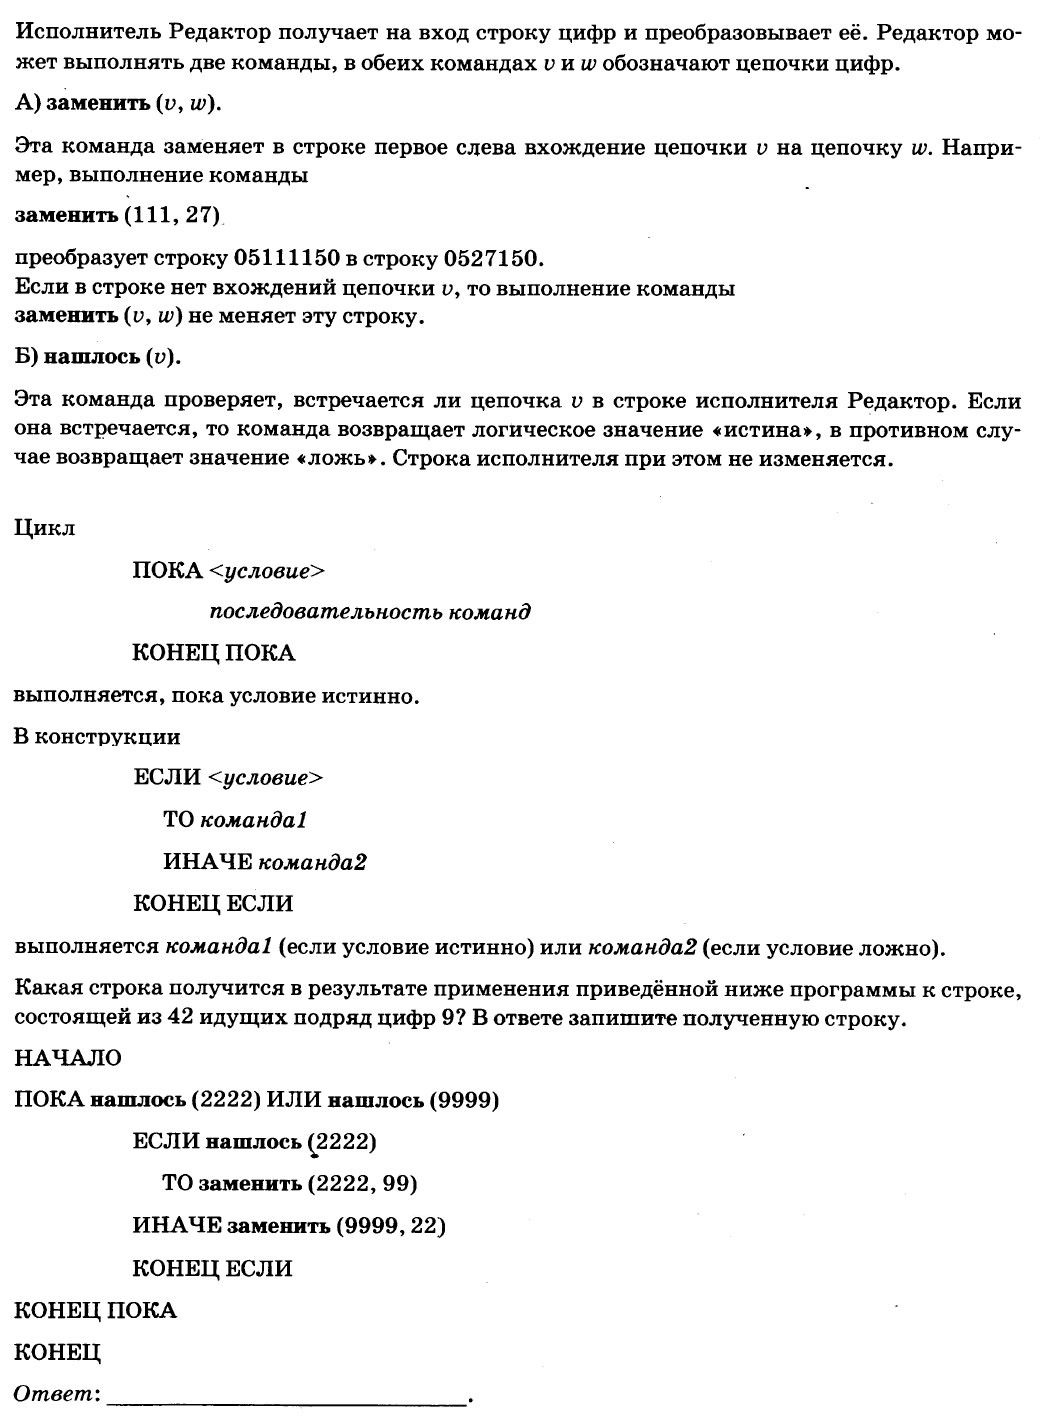 Исполнитель Редактор получает на вход строку цифр и преобразовывает её. Редактор мо-
жет выполнять две команды, в обеих командах v и w обозначают цепочки цифр.
А) заменить (v, w).
Эта команда заменяет в строке первое слева вхождение цепочки v на цепочку w. Напри-
мер, выполнение команды
заменить (111, 27)
преобразует строку 05111150 в строку 0527150.
Если в строке нет вхождений цепочки v, то выполнение команды
заменить (v, w) не меняет эту строку.
Б) нашлось (v).
Эта команда проверяет, встречается ли цепочка v в строке исполнителя Редактор. Если
она встречается, то команда возвращает логическое значение «истина», в противном слу-
чае возвращает значение «ложь». Строка исполнителя при этом не изменяется.
Цикл
ПОКА <условие>
последовательность команд
КОНЕЦ ПОКА
выполняется, пока условие истинно.
В конструкции
ЕСЛИ <условие>
ТО команда1
ИНАЧЕ команда2
КОНЕЦ ЕСЛИ
выполняется команда1 (если условие истинно) или команда2 (если условие ложно).
Какая строка получится в результате применения приведённой ниже программы к строке,
состоящей из 42 идущих подряд цифр 9? В ответе запишите полученную строку.
НАЧАЛО
ПОКА нашлось (2222) ИЛИ нашлось (9999)
ЕСЛИ нашлось (2222)
ТО заменить (2222, 99)
ИНАЧЕ заменить (9999, 22)
КОНЕЦ ЕСЛИ
КОНЕЦ ПОКА
КОНЕЦ
Ответ: ______________________________.